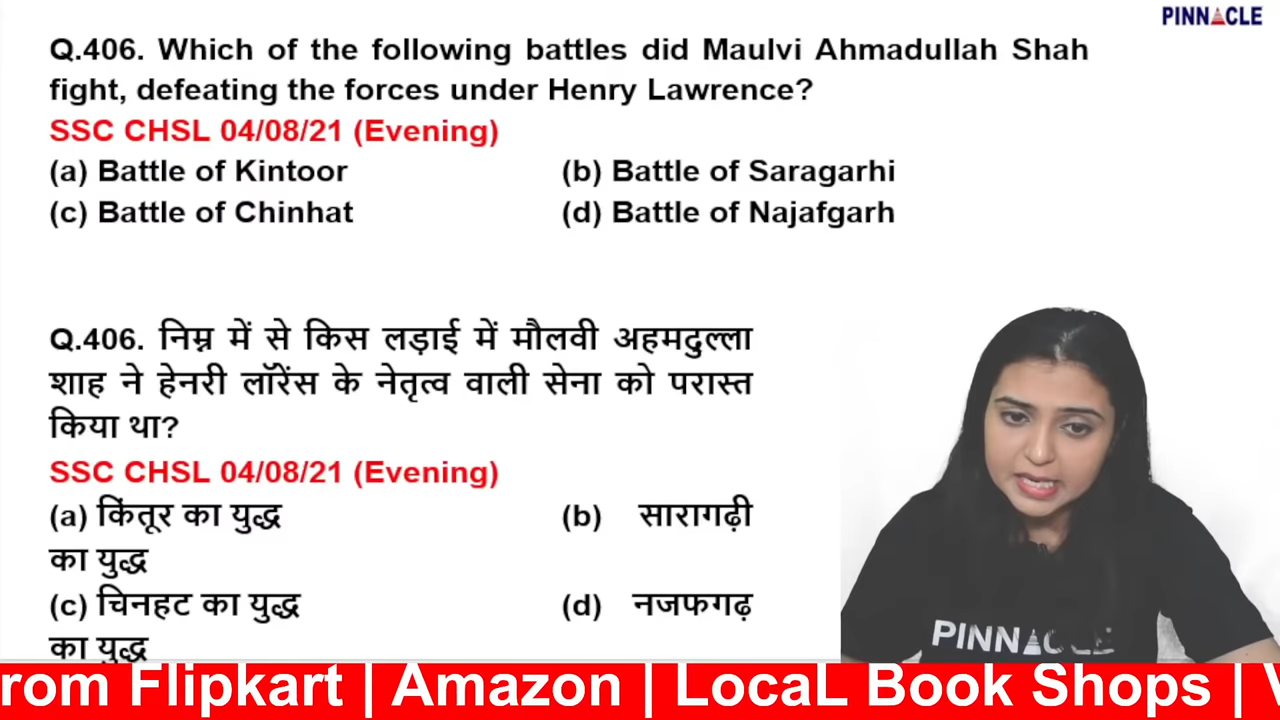 PINNACLE
Q.406. Which of the following battles did Maulvi Ahmadullah Shah
fight, defeating the forces under Henry Lawrence?
SSC CHSL 04/08/21 (Evening)
(a) Battle of Kintoor (b) Battle of Saragarhi
(c) Battle of Chinhat (d) Battle of Najafgarh
Q.406. निम्न में से किस लड़ाई में मौलवी अहमदुल्ला
शाह ने हेनरी लॉरेंस के नेतृत्व वाली सेना को परास्त
किया था?
SSC CHSL 04/08/21 (Evening)
(a) किंतूर का युद्ध (b) सारागढ़ी
का युद्ध
(c) चिनहट का युद्ध (d) नजफगढ़
का युद्ध
PINNACLE
rom Flipkart | Amazon | LocaL Book Shops |